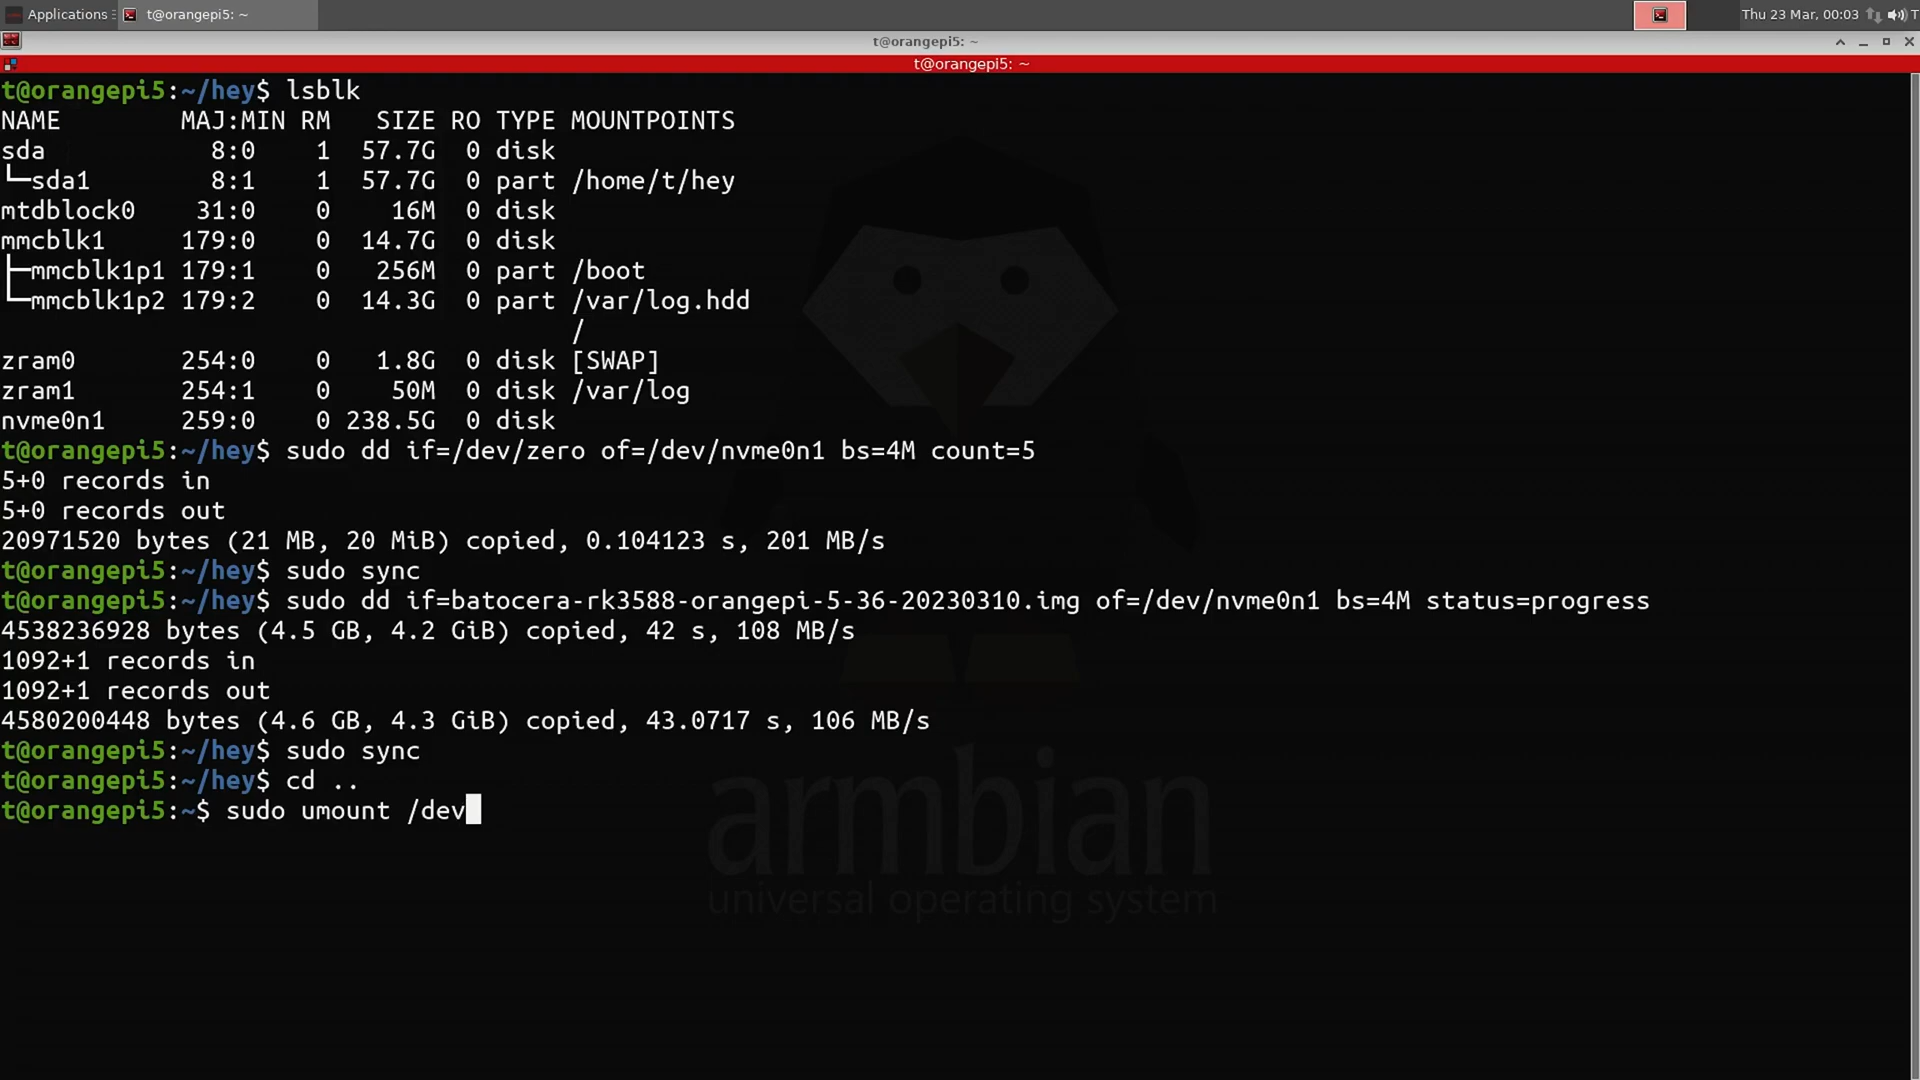 Applications
t@orangepi5: ~
Thu 23 Mar, 00:03
T
t@orangepi5: ~
t@orangepi5: ~
t@orangepi5:~/hey$ lsblk
NAME        MAJ:MIN RM   SIZE RO TYPE MOUNTPOINTS
sda           8:0    1  57.7G  0 disk
└─sda1        8:1    1  57.7G  0 part /home/t/hey
mtdblock0    31:0    0    16M  0 disk
mmcblk1     179:0    0  14.7G  0 disk
├─mmcblk1p1 179:1    0   256M  0 part /boot
└─mmcblk1p2 179:2    0  14.3G  0 part /var/log.hdd
                                      /
zram0       254:0    0   1.8G  0 disk [SWAP]
zram1       254:1    0    50M  0 disk /var/log
nvme0n1     259:0    0 238.5G  0 disk
t@orangepi5:~/hey$ sudo dd if=/dev/zero of=/dev/nvme0n1 bs=4M count=5
5+0 records in
5+0 records out
20971520 bytes (21 MB, 20 MiB) copied, 0.104123 s, 201 MB/s
t@orangepi5:~/hey$ sudo sync
t@orangepi5:~/hey$ sudo dd if=batocera-rk3588-orangepi-5-36-20230310.img of=/dev/nvme0n1 bs=4M status=progress
4538236928 bytes (4.5 GB, 4.2 GiB) copied, 42 s, 108 MB/s
1092+1 records in
1092+1 records out
4580200448 bytes (4.6 GB, 4.3 GiB) copied, 43.0717 s, 106 MB/s
t@orangepi5:~/hey$ sudo sync
t@orangepi5:~/hey$ cd ..
t@orangepi5:~$ sudo umount /dev
armbian
universal operating system